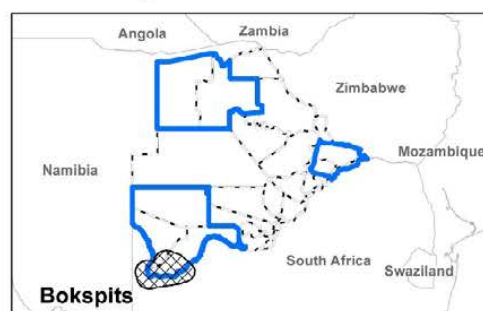 Angola
Zambia
Zimbabwe
Namibia
Mozambique
South Africa
Swaziland
Bokspits